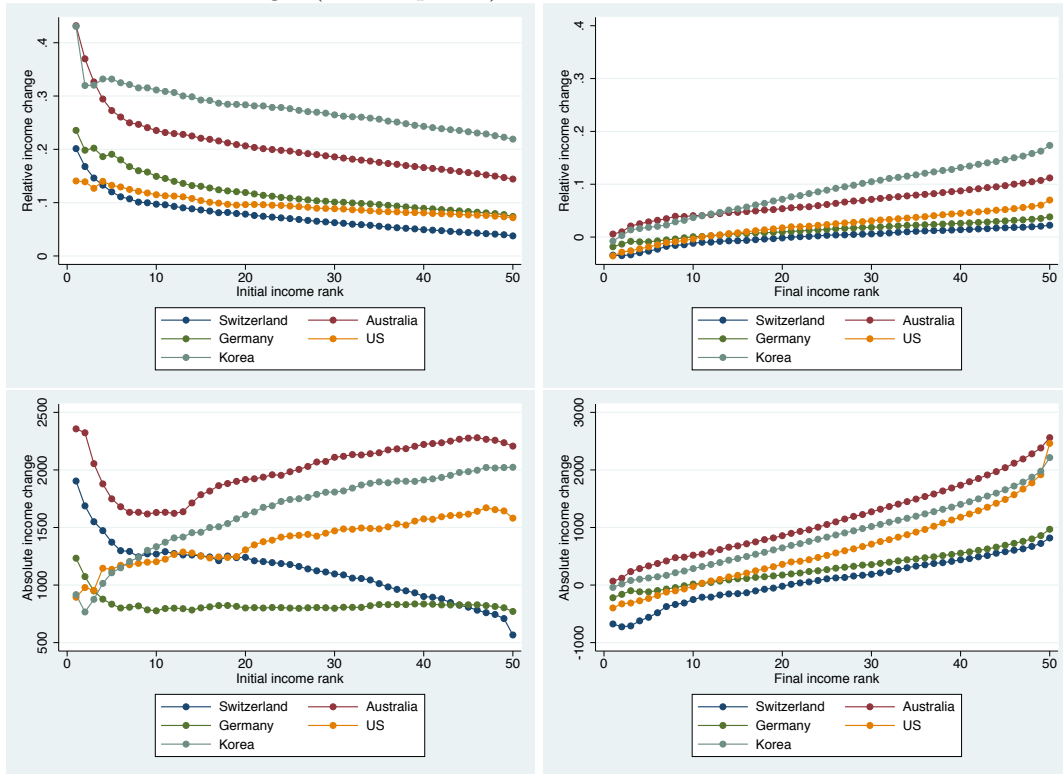 Relative income change
.4
.3
.2
.1
0
0 10 20 30 40 50
Initial income rank
Switzerland Australia
Germany US
Korea
Relative income change
.4
.3
.2
.1
0
0 10 20 30 40 50
Final income rank
Switzerland Australia
Germany US
Korea
Absolute income change
2500
2000
1500
1000
500
0 10 20 30 40 50
Initial income rank
Switzerland Australia
Germany US
Korea
Absolute income change
3000
2000
1000
0
-1000
0 10 20 30 40 50
Final income rank
Switzerland Australia
Germany US
Korea